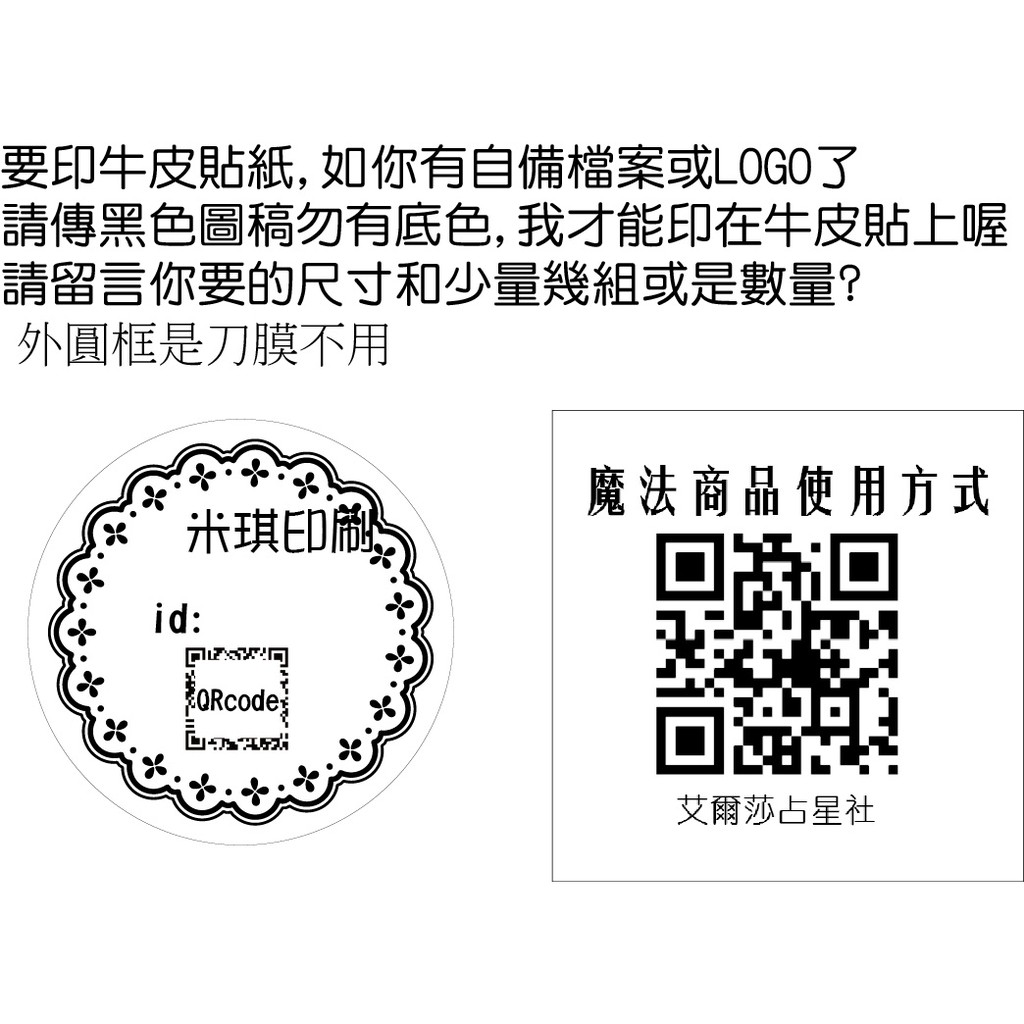 要印牛皮貼紙,如你有自備檔案或LOGO了
請傳黑色圖稿勿有底色,我才能印在牛皮貼上喔
請留言你要的尺寸和少量幾組或是數量?
外圓框是刀膜不用
米琪印刷
id:
QRcode
魔法商品使用方式
艾爾莎占星社